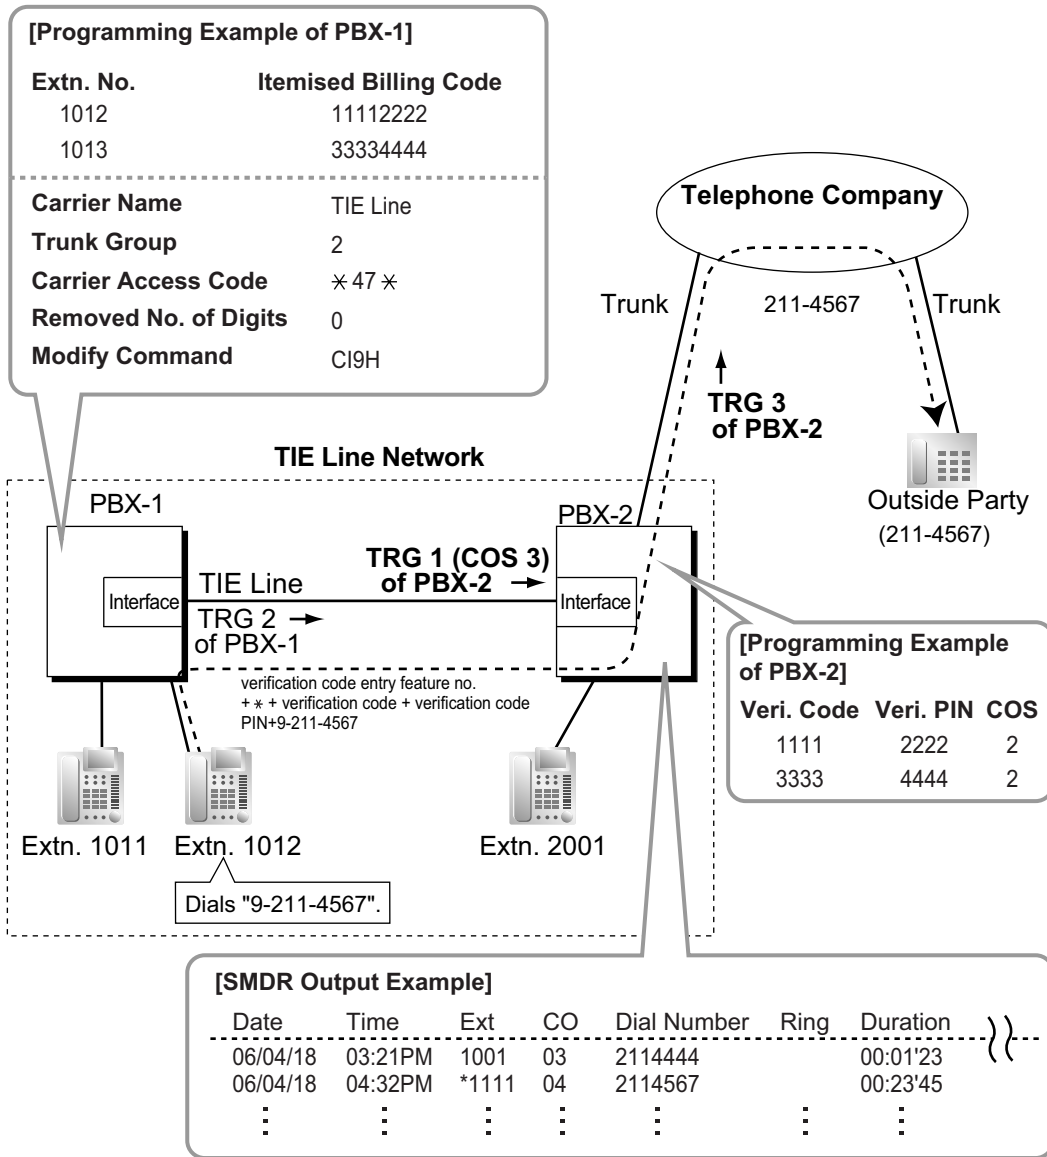 [Programming Example of PBX-1]
Extn. No. Itemised Billing Code
1012 11112222
1013 33334444
Carrier Name TIE Line
Trunk Group 2
Carrier Access Code ＊47＊
Removed No. of Digits 0
Modify Command CI9H
Telephone Company
Trunk 211-4567 Trunk
TRG 3
of PBX-2
Outside Party
(211-4567)
TIE Line Network
PBX-1
PBX-2
Interface
TIE Line
TRG 1 (COS 3)
of PBX-2
Interface
TRG 2
of PBX-1
verification code entry feature no.
+ ＊ + verification code + verification code
PIN+9-211-4567
[Programming Example
of PBX-2]
Veri. Code Veri. PIN COS
1111 2222 2
3333 4444 2
Extn. 1011 Extn. 1012 Extn. 2001
Dials "9-211-4567".
[SMDR Output Example]
Date Time Ext CO Dial Number Ring Duration
06/04/18 03:21PM 1001 03 2114444 00:01'23
06/04/18 04:32PM *1111 04 2114567 00:23'45